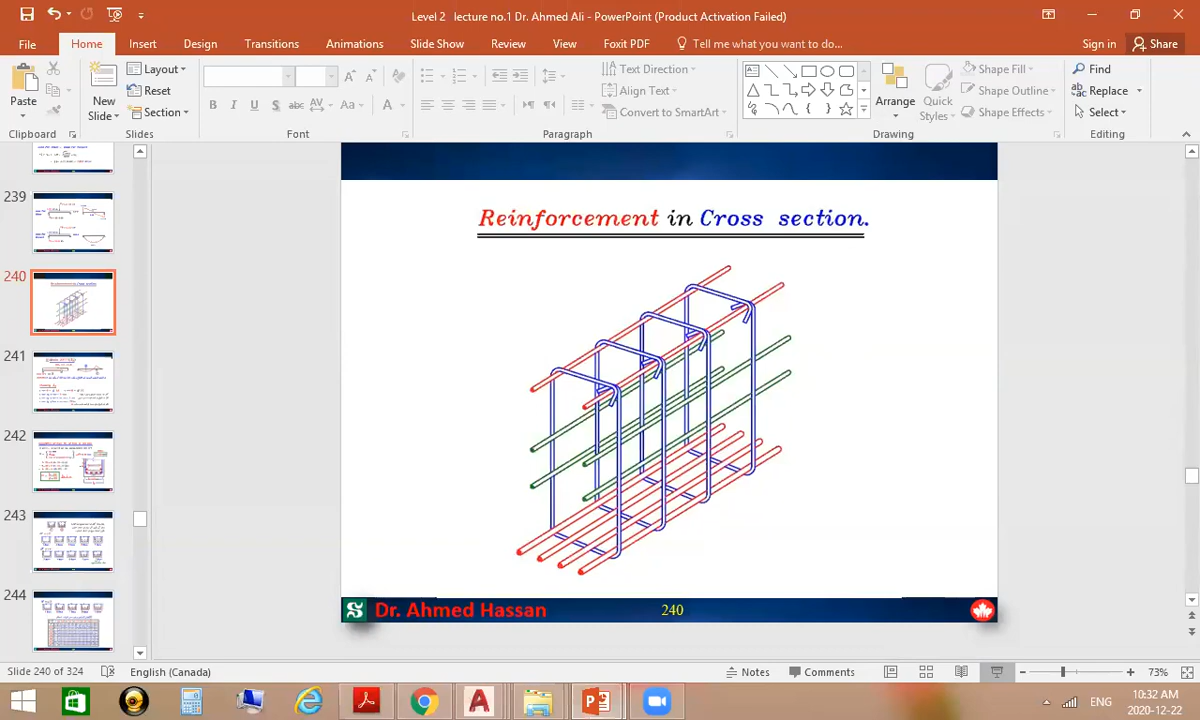 Level 2 lecture no.1 Dr. Ahmed Ali - PowerPoint (Product Activation Failed)
File Home Insert Design Transitions Animations Slide Show Review View Foxit PDF Tell me what you want to do... Sign in Share
Paste
New Slide
Layout
Reset
Section
Text Direction
Align Text
Convert to SmartArt
Arrange
Quick Styles
Shape Fill
Shape Outline
Shape Effects
Find
Replace
Select
Clipboard Slides Font Paragraph Drawing Editing
239
240
241
242
243
244
Reinforcement in Cross section.
Dr. Ahmed Hassan 240
Slide 240 of 324 English (Canada) Notes Comments 73%
ENG
10:32 AM
2020-12-22